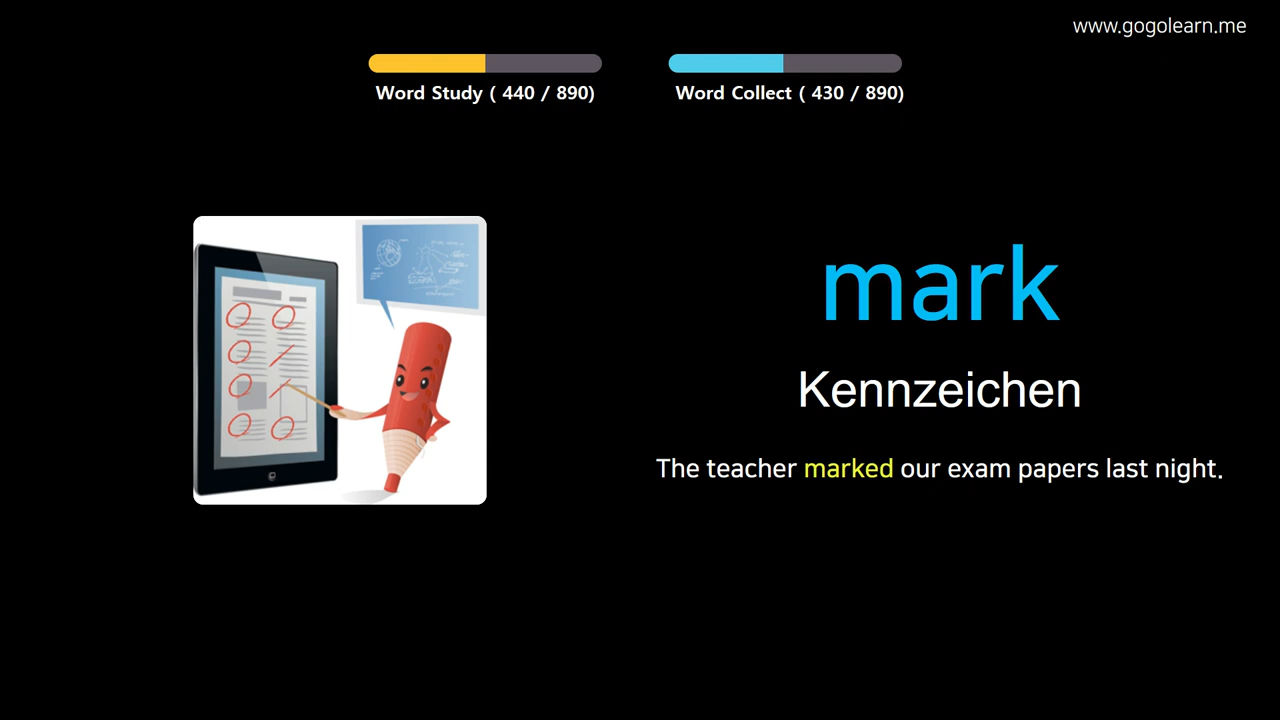 www.gogolearn.me
Word Study ( 440 / 890)
Word Collect ( 430 / 890)
mark
Kennzeichen
The teacher marked our exam papers last night.